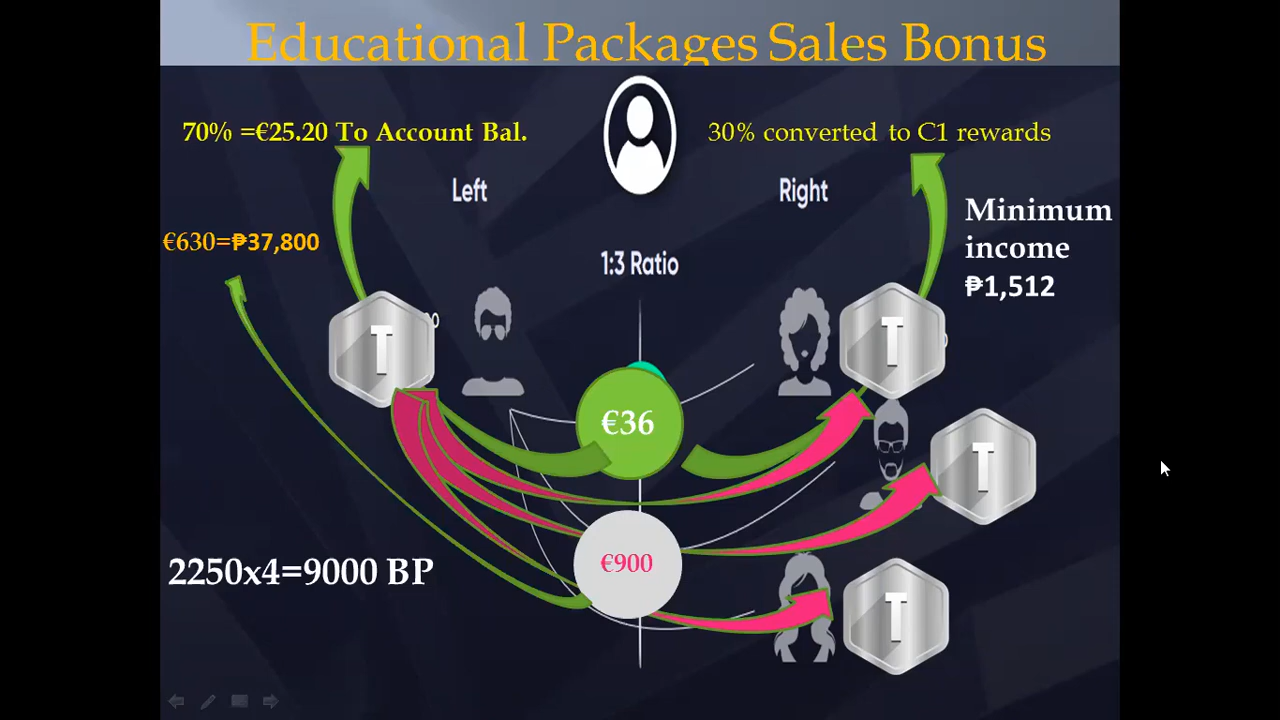 Educational Packages Sales Bonus
70% =€25.20 To Account Bal.
30% converted to C1 rewards
Left
Right
Minimum
income
₱1,512
€630=₱37,800
1:3 Ratio
T
T
€36
T
€900
2250x4=9000 BP
T